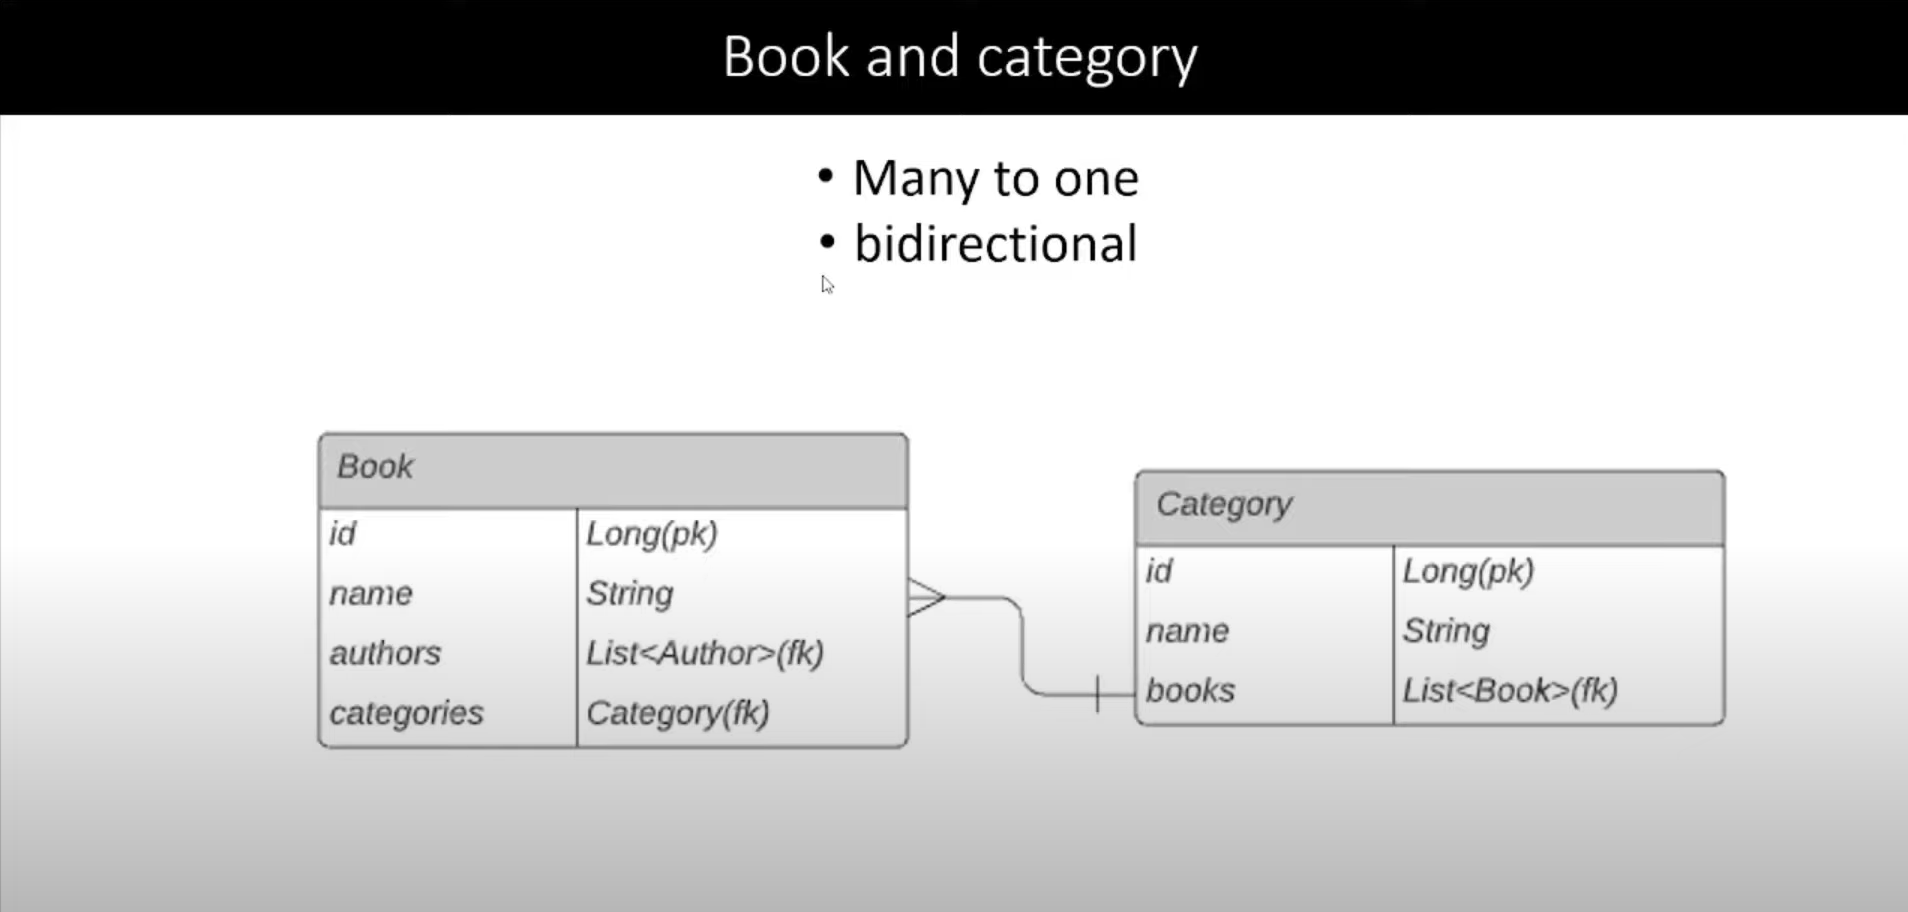 Book and category
• Many to one
• bidirectional
Book
id Long(pk)
name String
authors List<Author>(fk)
categories Category(fk)
Category
id Long(pk)
name String
books List<Book>(fk)